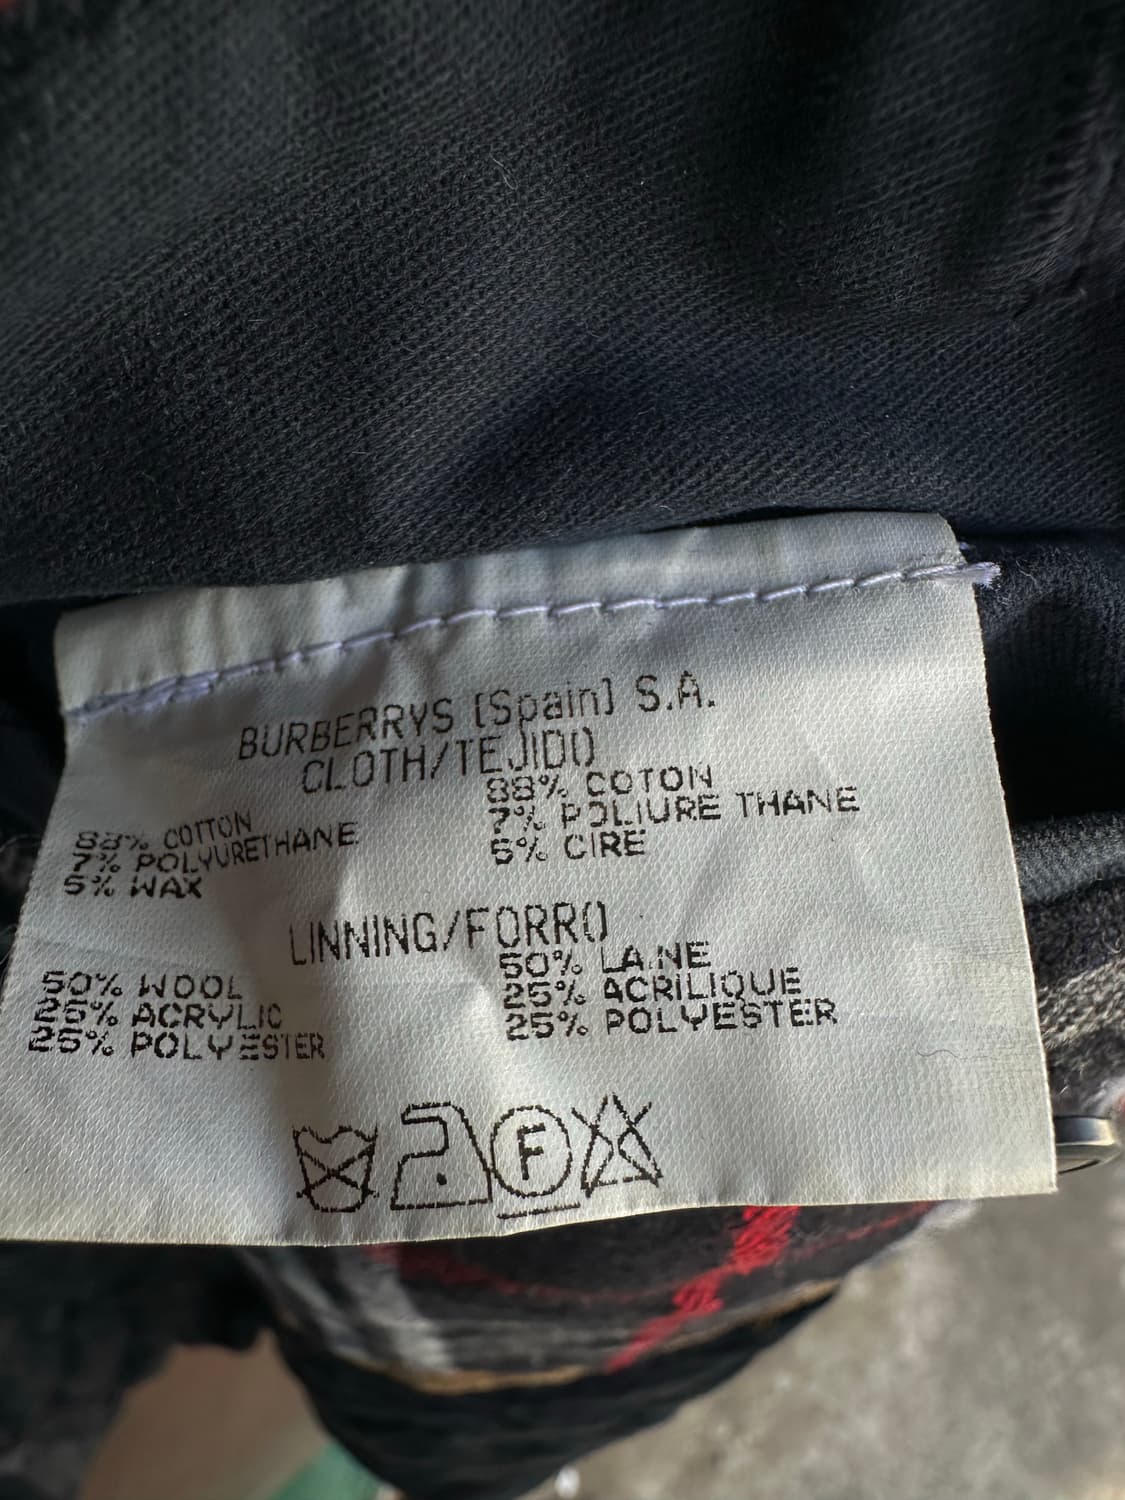 BURBERRYS [Spain] S.A.
CLOTH/TEJIDO
88% COTTON
7% POLYURETHANE
5% WAX
88% COTON
7% POLIURE THANE
5% CIRE
LINNING/FORRO
50% WOOL
25% ACRYLIC
25% POLYESTER
50% LAINE
25% ACRILIQUE
25% POLYESTER
F